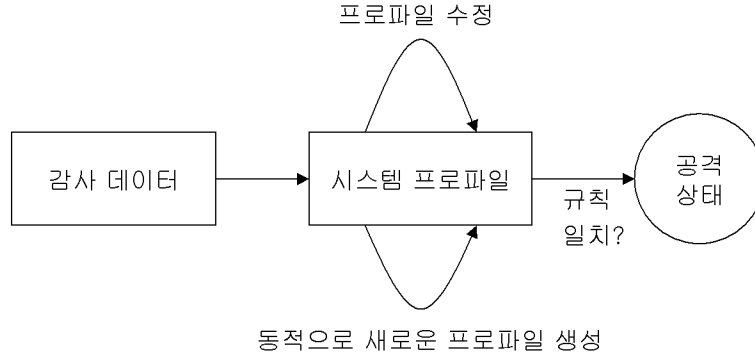 프로파일 수정
감사 데이터
시스템 프로파일
규칙
일치?
공격
상태
동적으로 새로운 프로파일 생성